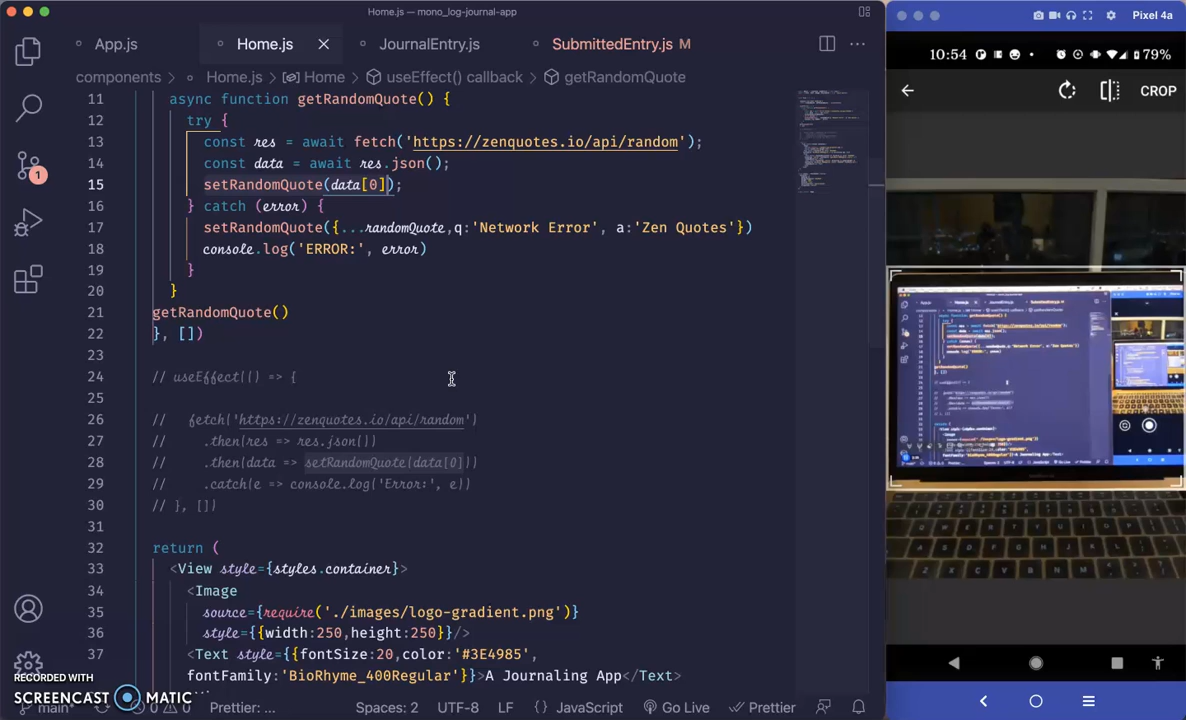 Home.js — mono_log-journal-app
App.js
Home.js
JournalEntry.js
SubmittedEntry.js M
components > Home.js > Home > useEffect() callback > getRandomQuote
11 async function getRandomQuote() {
12 try {
13 const res = await fetch('https://zenquotes.io/api/random');
14 const data = await res.json();
15 setRandomQuote(data[0]);
16 } catch (error) {
17 setRandomQuote({...randomQuote,q:'Network Error', a:'Zen Quotes'})
18 console.log('ERROR:', error)
19 }
20 }
21 getRandomQuote()
22 }, [])
23
24 // useEffect(() => {
25
26 // fetch('https://zenquotes.io/api/random')
27 // .then(res => res.json())
28 // .then(data => setRandomQuote(data[0]))
29 // .catch(e => console.log('Error:', e))
30 // }, [])
31
32 return (
33 <View style={styles.container}>
34 <Image
35 source={require('./images/logo-gradient.png')}
36 style={{width:250,height:250}}/>
37 <Text style={{fontSize:20,color:'#3E4985',
fontFamily:'BioRhyme_400Regular'}}>A Journaling App</Text>
1
RECORDED WITH
SCREENCAST MATIC
main*
0 0
Prettier: ...
Spaces: 2
UTF-8
LF
{} JavaScript
Go Live
Prettier
Pixel 4a
10:54
79%
CROP